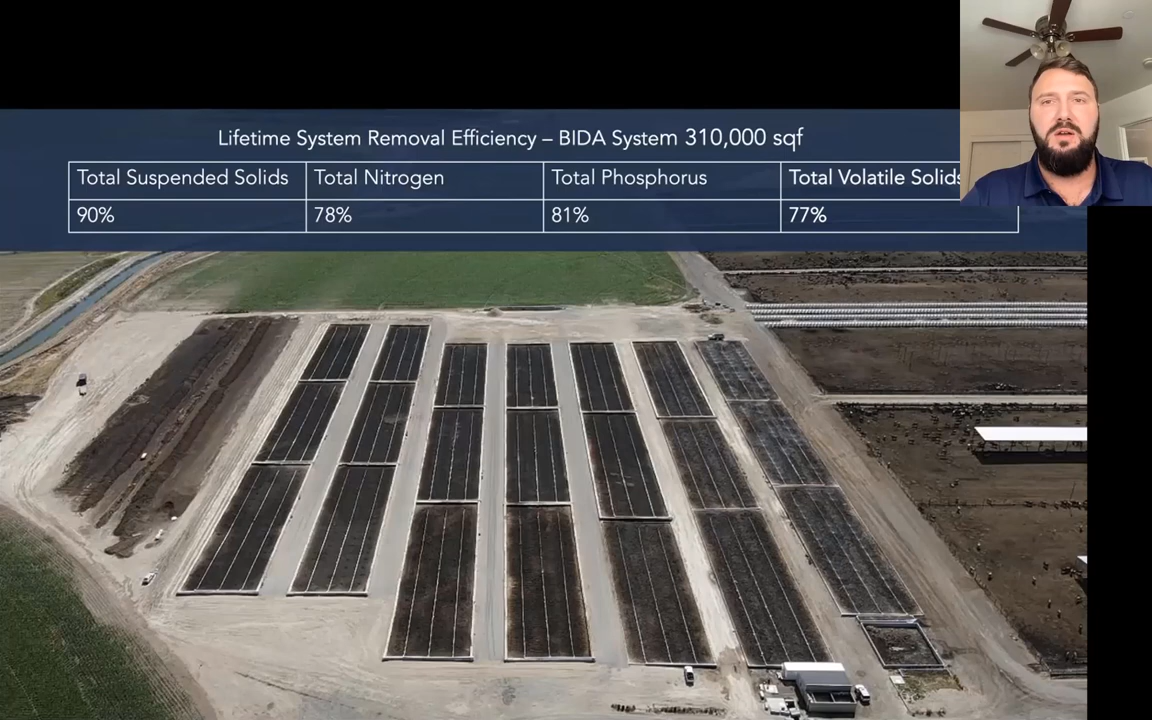 Lifetime System Removal Efficiency – BIDA System 310,000 sqf
Total Suspended Solids Total Nitrogen Total Phosphorus Total Volatile Solids
90% 78% 81% 77%